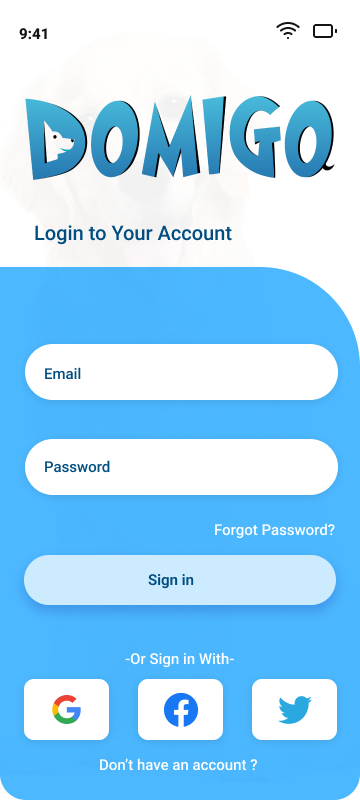 9:41
DOMIGO
Login to Your Account
Email
Password
Forgot Password?
Sign in
-Or Sign in With-
Don't have an account ?